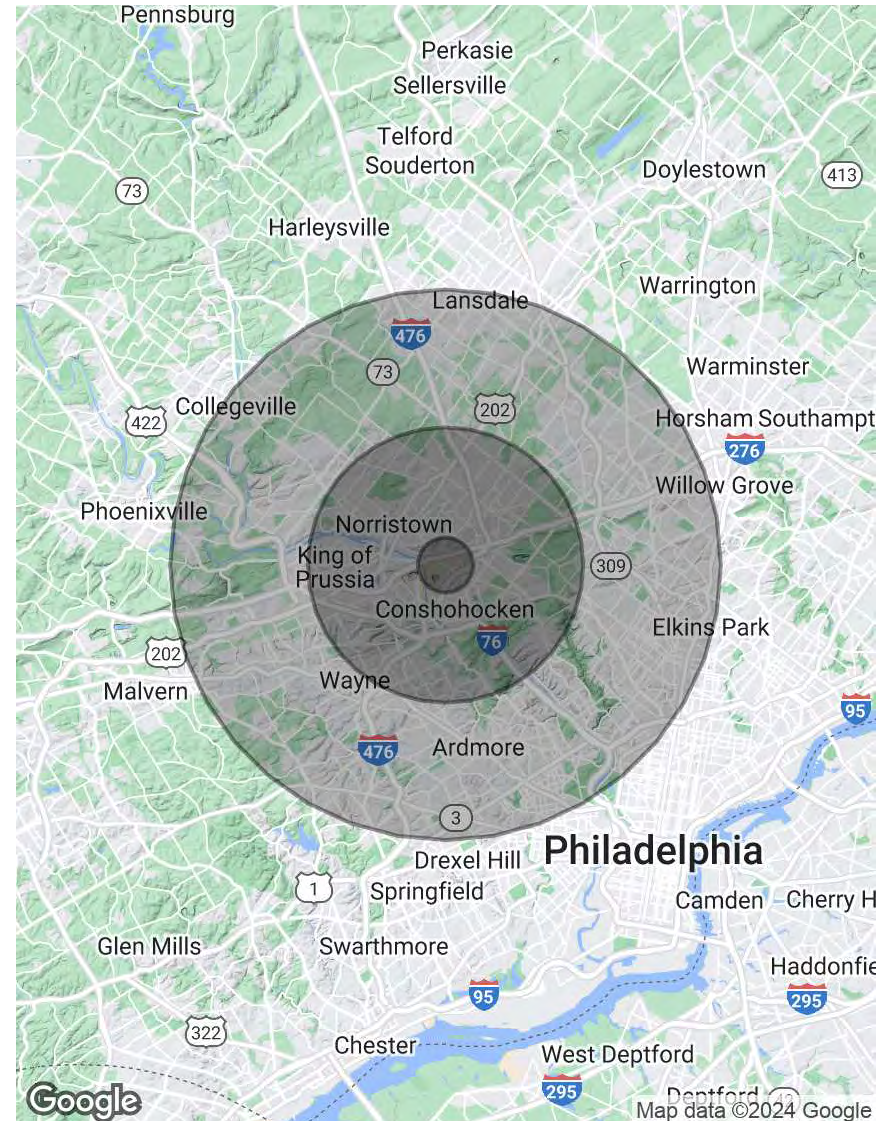 Pennsburg
Perkasie
Sellersville
Telford
Souderton
Doylestown
413
73
Harleysville
Warrington
Lansdale
476
73
Warminster
202
Collegeville
422
Horsham
Southampt
276
Willow Grove
Phoenixville
Norristown
King of
Prussia
309
Conshohocken
76
Elkins Park
202
Wayne
Malvern
95
476
Ardmore
3
Philadelphia
Drexel Hill
1
Springfield
Camden
Cherry H
Glen Mills
Swarthmore
Haddonfie
95
295
322
Chester
West Deptford
295
Deptford
42
Google
Map data ©2024 Google